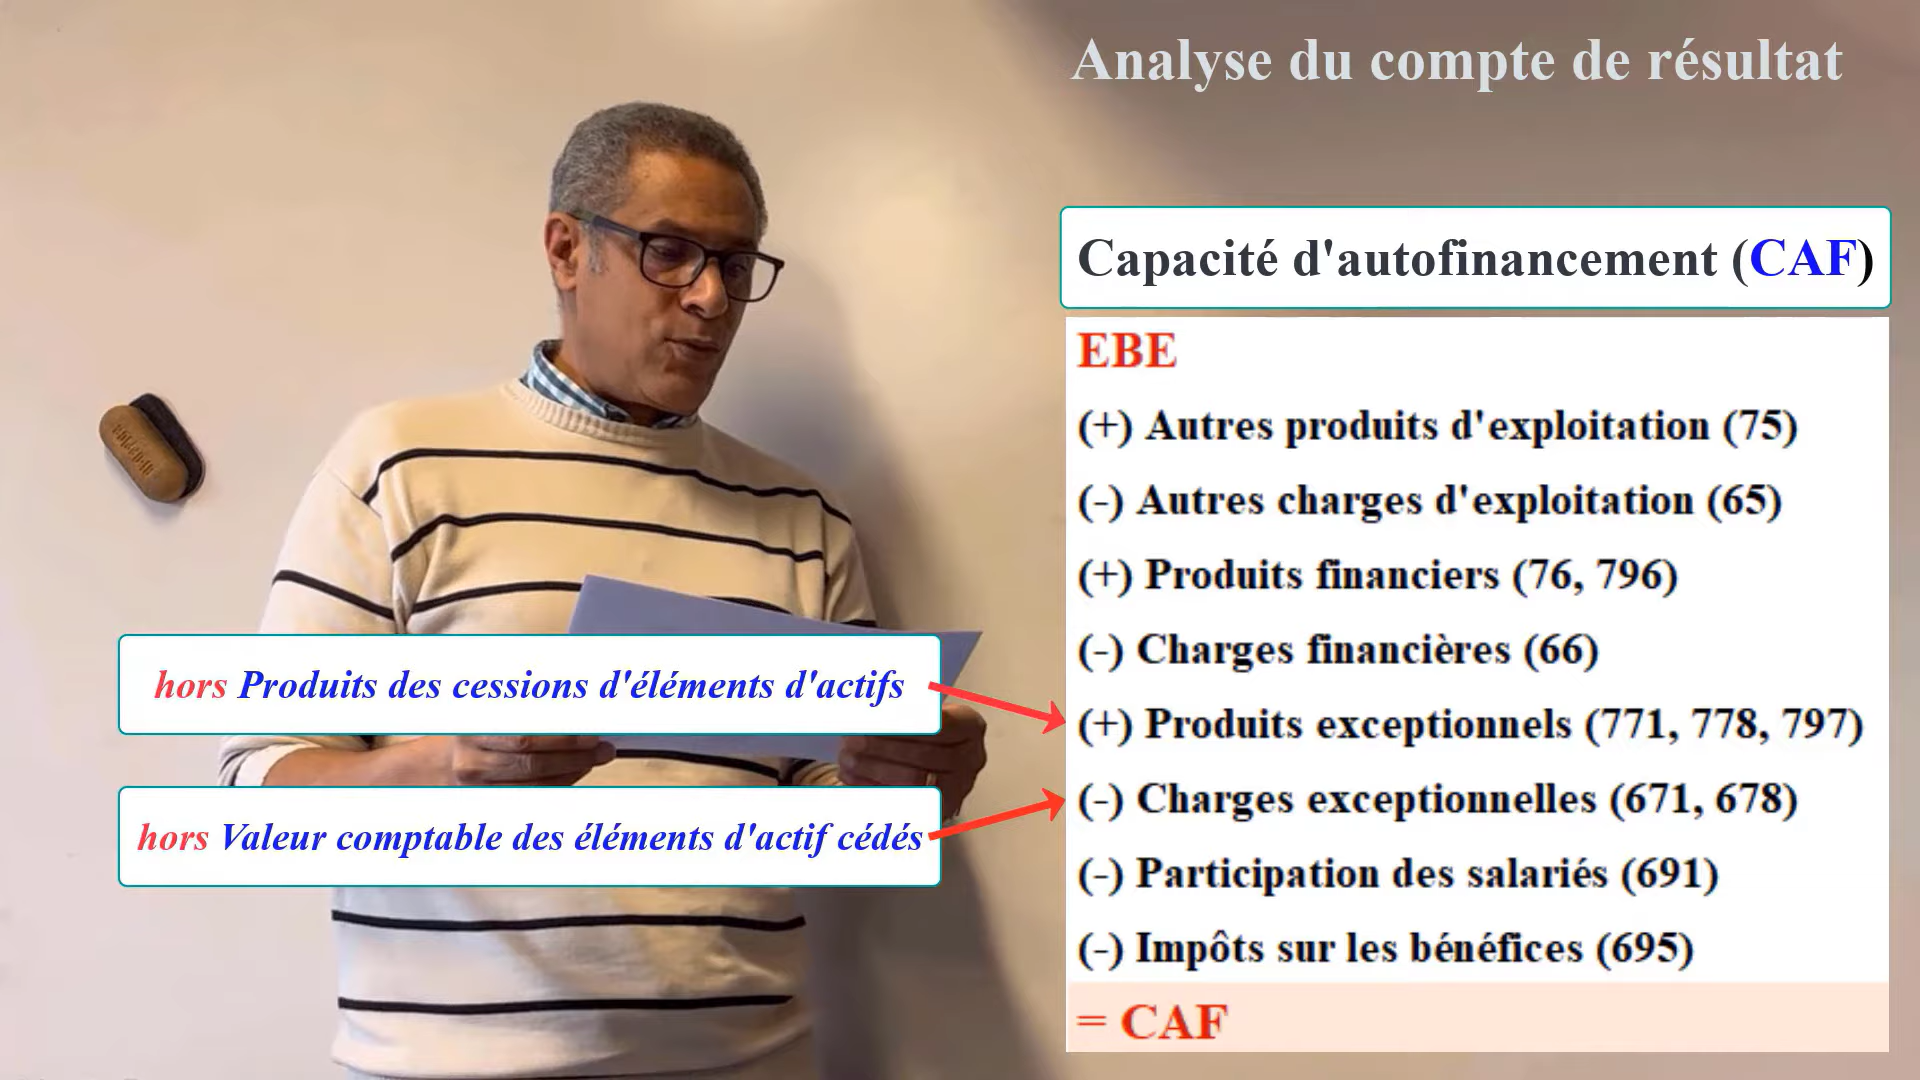 Analyse du compte de résultat
Capacité d'autofinancement (CAF)
EBE
(+) Autres produits d'exploitation (75)
(-) Autres charges d'exploitation (65)
(+) Produits financiers (76, 796)
(-) Charges financières (66)
hors Produits des cessions d'éléments d'actifs
(+) Produits exceptionnels (771, 778, 797)
hors Valeur comptable des éléments d'actif cédés
(-) Charges exceptionnelles (671, 678)
(-) Participation des salariés (691)
(-) Impôts sur les bénéfices (695)
= CAF